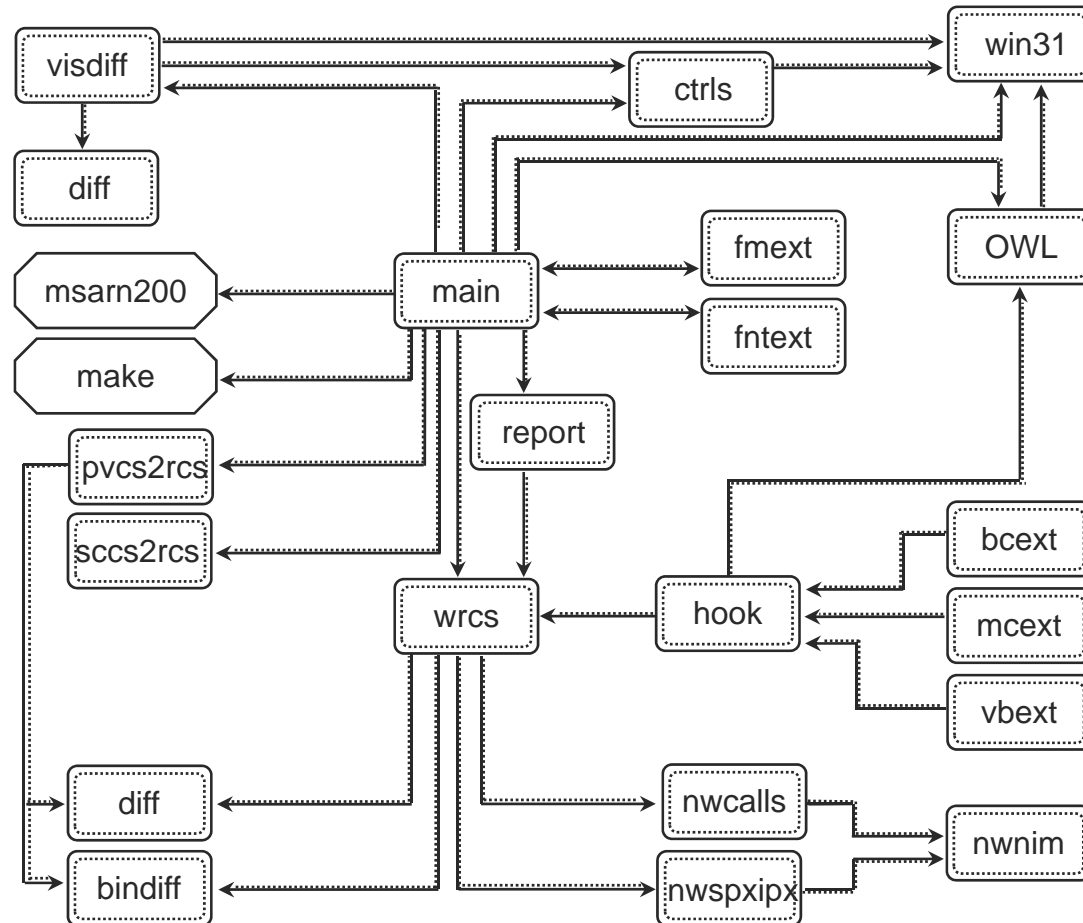 visdiff
win31
ctrls
diff
fmext
OWL
msarn200
main
fntext
make
report
pvcs2rcs
sccs2rcs
bcext
wrcs
hook
mcext
vbext
diff
nwcalls
nwnim
bindiff
nwspxipx